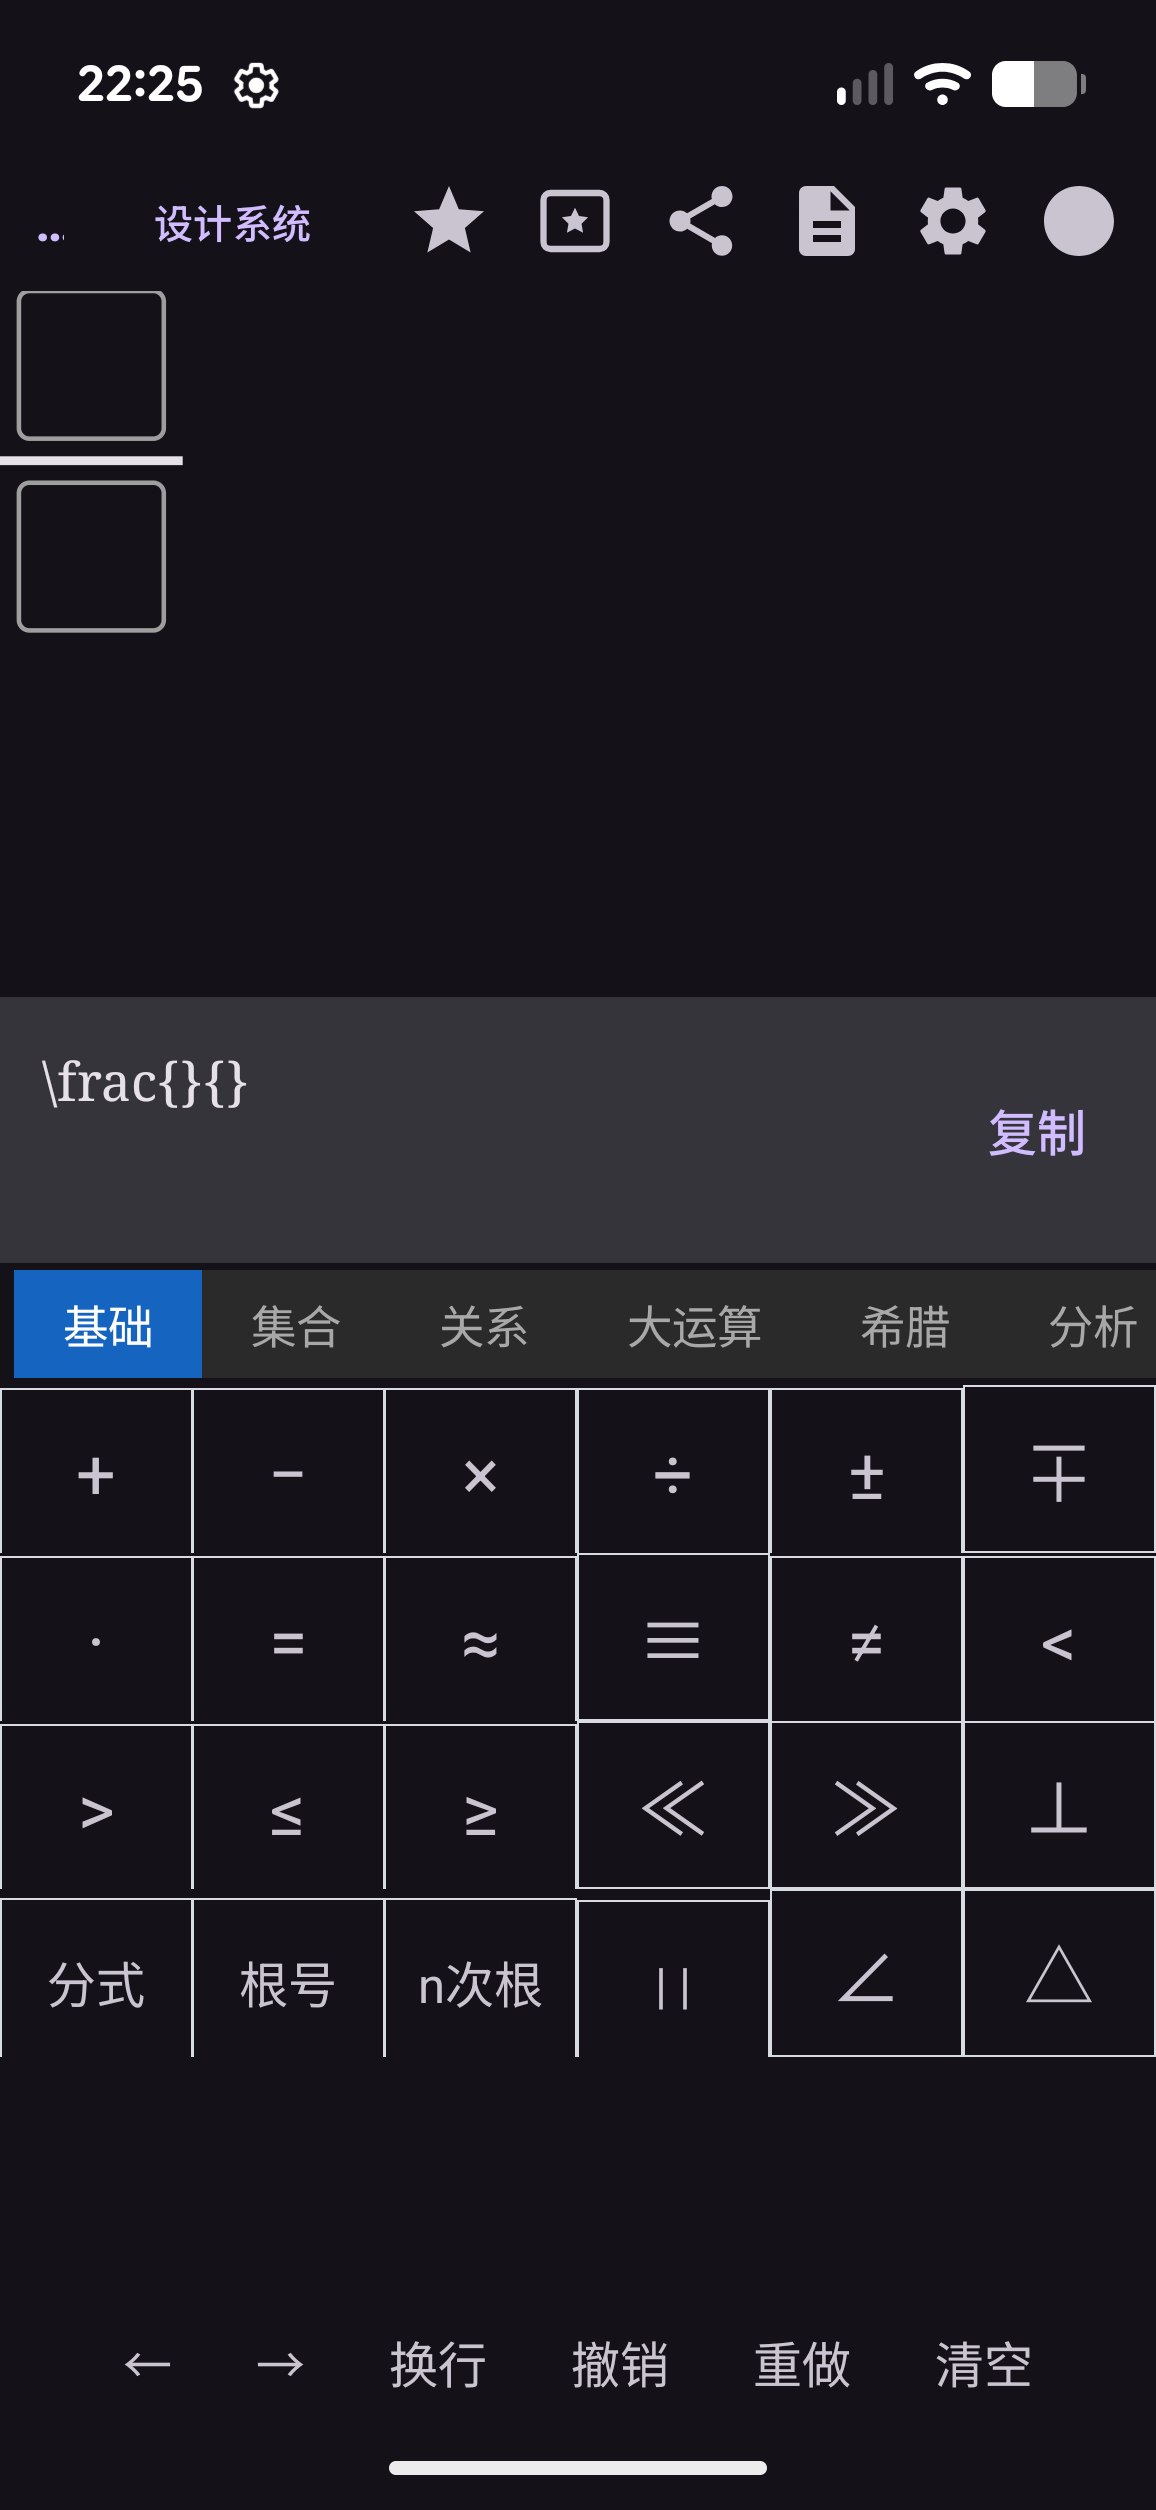 22:25
... 设计系统
\frac{}{}
复制
基础 集合 关系 大运算 希腊 分析
+ − × ÷ ± ∓
· = ≈ ≡ ≠ <
> ≤ ≥ ≪ ≫ ⊥
分式 根号 n次根 | | ∠ △
← → 换行 撤销 重做 清空